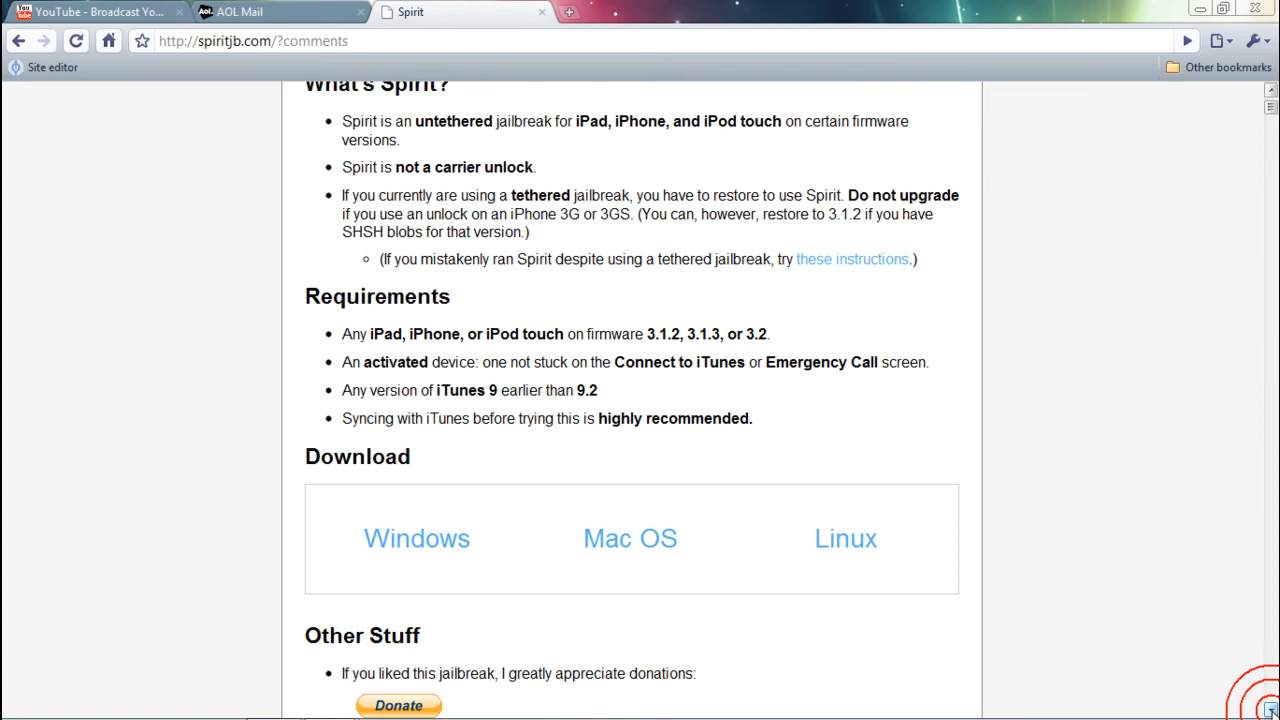 YouTube - Broadcast Yo...
AOL Mail
Spirit
http://spiritjb.com/?comments
Site editor
Other bookmarks
What's Spirit?
Spirit is an untethered jailbreak for iPad, iPhone, and iPod touch on certain firmware
versions.
Spirit is not a carrier unlock.
If you currently are using a tethered jailbreak, you have to restore to use Spirit. Do not upgrade
if you use an unlock on an iPhone 3G or 3GS. (You can, however, restore to 3.1.2 if you have
SHSH blobs for that version.)
(If you mistakenly ran Spirit despite using a tethered jailbreak, try these instructions.)
Requirements
Any iPad, iPhone, or iPod touch on firmware 3.1.2, 3.1.3, or 3.2.
An activated device: one not stuck on the Connect to iTunes or Emergency Call screen.
Any version of iTunes 9 earlier than 9.2
Syncing with iTunes before trying this is highly recommended.
Download
Windows Mac OS Linux
Other Stuff
If you liked this jailbreak, I greatly appreciate donations:
Donate